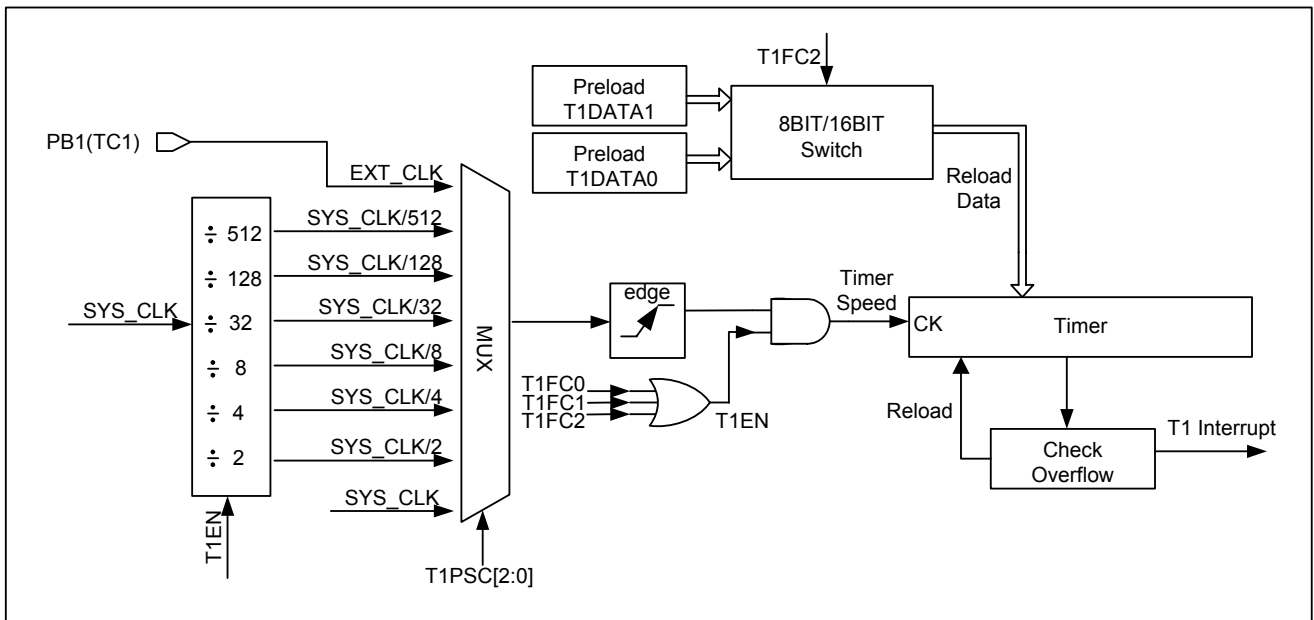 T1FC2
Preload
T1DATA1
8BIT/16BIT
Switch
Preload
T1DATA0
PB1(TC1)
EXT_CLK
Reload
Data
÷ 512
SYS_CLK/512
÷ 128
SYS_CLK/128
SYS_CLK
÷ 32
SYS_CLK/32
÷ 8
SYS_CLK/8
÷ 4
SYS_CLK/4
÷ 2
SYS_CLK/2
SYS_CLK
T1EN
MUX
T1PSC[2:0]
edge
Timer
Speed
CK
Timer
T1FC0
T1FC1
T1FC2
T1EN
Reload
Check
Overflow
T1 Interrupt